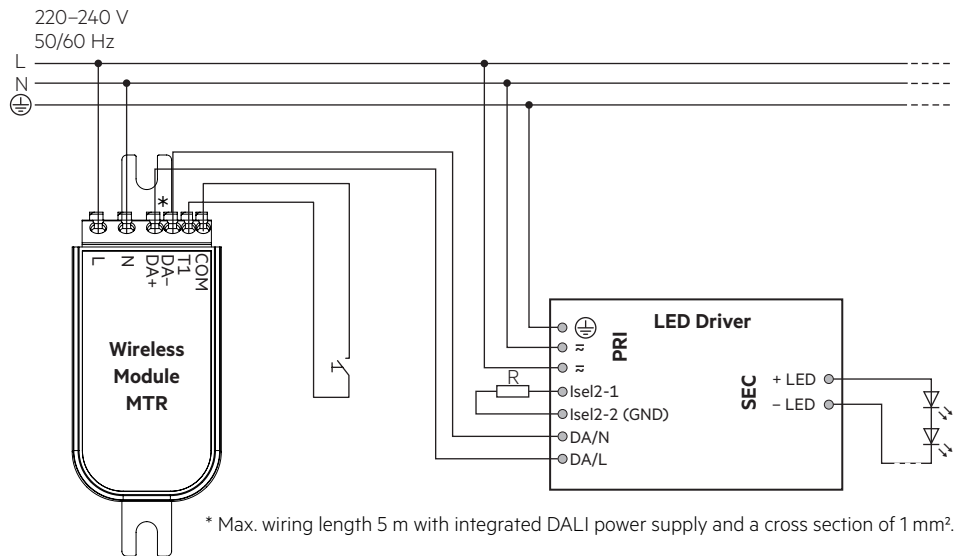 220–240 V
50/60 Hz
L
N
*
L
N
DA+
DA–
T1
COM
Wireless
Module
MTR
LED Driver
PRI
≂
≂
R
Isel2-1
Isel2-2 (GND)
DA/N
DA/L
SEC
+ LED
– LED
* Max. wiring length 5 m with integrated DALI power supply and a cross section of 1 mm².